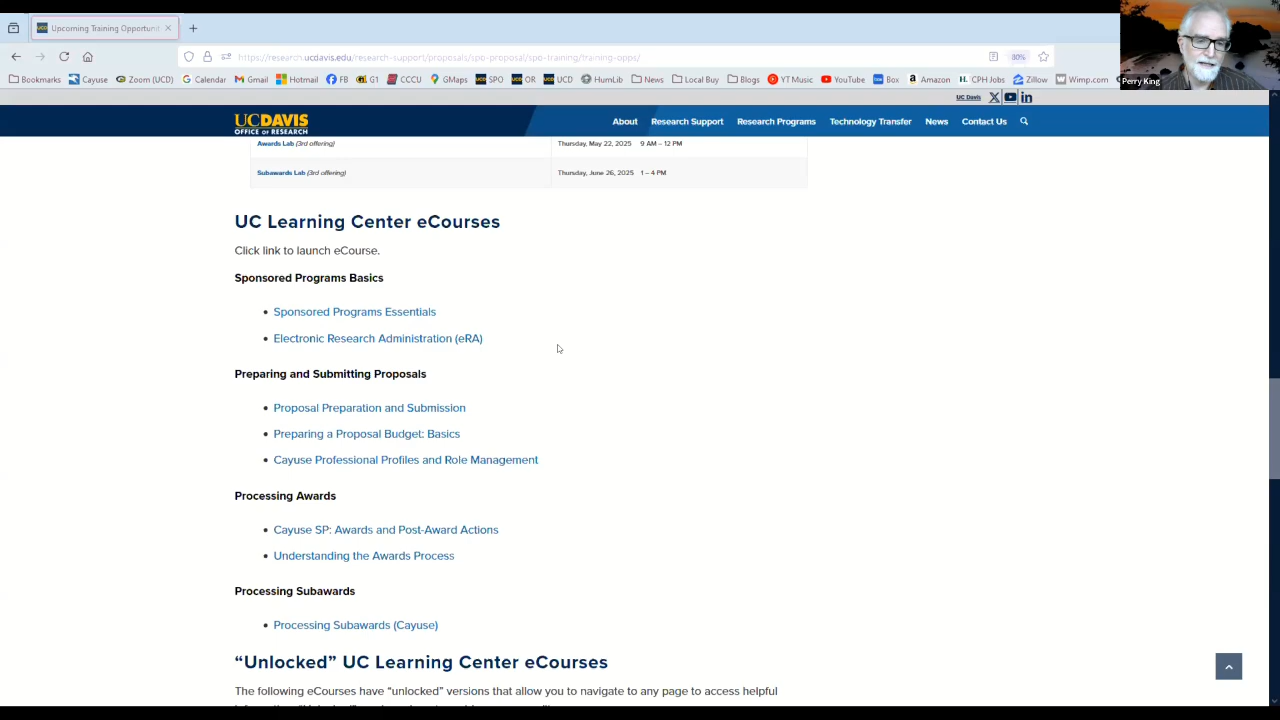 Upcoming Training Opportunit
https://research.ucdavis.edu/research-support/proposals/spo-proposal/spo-training/training-opps/
80%
Bookmarks Cayuse Zoom (UCD) Calendar Gmail Hotmail FB G1 CCCU GMaps SPO OR UCD HumLib News Local Buy Blogs YT Music YouTube Box Amazon CPH Jobs Zillow Wimp.com
Perry King
UC Davis
UCDAVIS
OFFICE OF RESEARCH
About Research Support Research Programs Technology Transfer News Contact Us
Awards Lab (3rd offering) Thursday, May 22, 2025 9 AM – 12 PM
Subawards Lab (3rd offering) Thursday, June 26, 2025 1 – 4 PM
UC Learning Center eCourses
Click link to launch eCourse.
Sponsored Programs Basics
• Sponsored Programs Essentials
• Electronic Research Administration (eRA)
Preparing and Submitting Proposals
• Proposal Preparation and Submission
• Preparing a Proposal Budget: Basics
• Cayuse Professional Profiles and Role Management
Processing Awards
• Cayuse SP: Awards and Post-Award Actions
• Understanding the Awards Process
Processing Subawards
• Processing Subawards (Cayuse)
“Unlocked” UC Learning Center eCourses
The following eCourses have “unlocked” versions that allow you to navigate to any page to access helpful